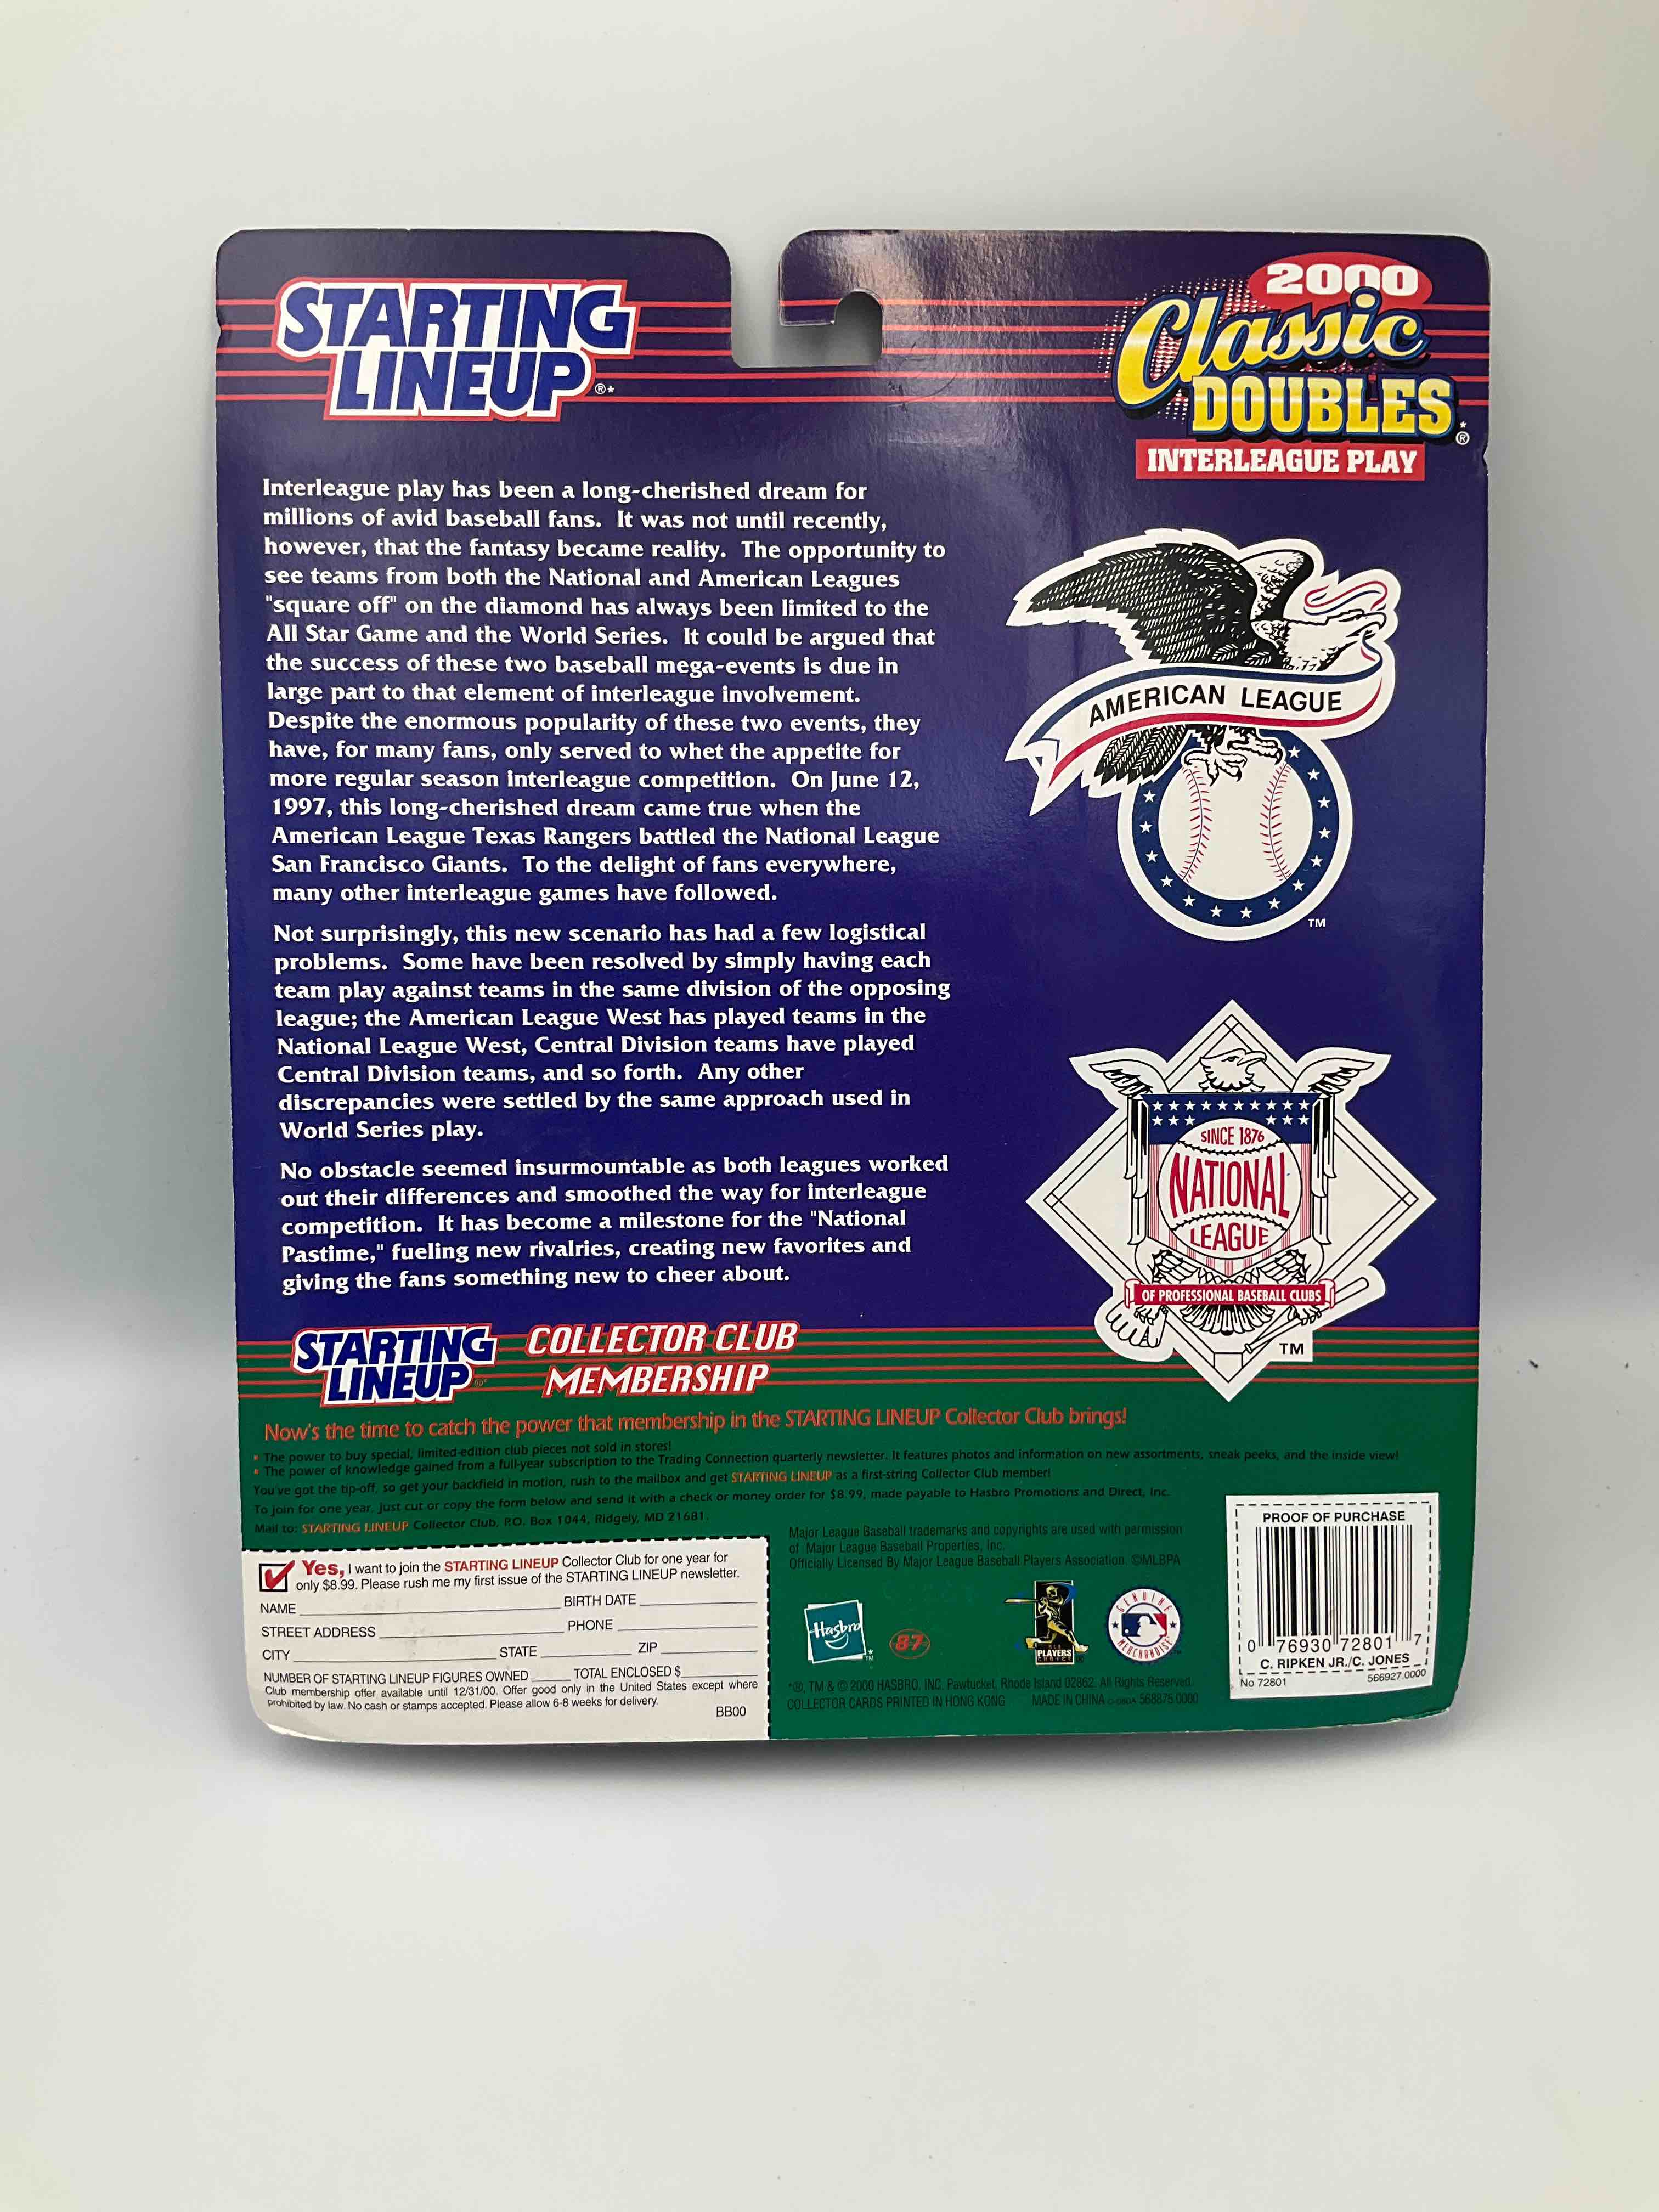 STARTING
LINEUP®*
2000
Classic
DOUBLES*®
INTERLEAGUE PLAY
Interleague play has been a long-cherished dream for
millions of avid baseball fans. It was not until recently,
however, that the fantasy became reality. The opportunity to
see teams from both the National and American Leagues
"square off" on the diamond has always been limited to the
All Star Game and the World Series. It could be argued that
the success of these two baseball mega-events is due in
large part to that element of interleague involvement.
Despite the enormous popularity of these two events, they
have, for many fans, only served to whet the appetite for
more regular season interleague competition. On June 12,
1997, this long-cherished dream came true when the
American League Texas Rangers battled the National League
San Francisco Giants. To the delight of fans everywhere,
many other interleague games have followed.
Not surprisingly, this new scenario has had a few logistical
problems. Some have been resolved by simply having each
team play against teams in the same division of the opposing
league; the American League West has played teams in the
National League West, Central Division teams have played
Central Division teams, and so forth. Any other
discrepancies were settled by the same approach used in
World Series play.
No obstacle seemed insurmountable as both leagues worked
out their differences and smoothed the way for interleague
competition. It has become a milestone for the "National
Pastime," fueling new rivalries, creating new favorites and
giving the fans something new to cheer about.
AMERICAN LEAGUE
TM
SINCE 1876
NATIONAL
LEAGUE
OF PROFESSIONAL BASEBALL CLUBS
TM
STARTING
LINEUP
COLLECTOR CLUB
MEMBERSHIP
Now's the time to catch the power that membership in the STARTING LINEUP Collector Club brings!
• The power to buy special, limited-edition club pieces not sold in stores!
• The power of knowledge gained from a full-year subscription to the Trading Connection quarterly newsletter. It features photos and information on new assortments, sneak peeks, and the inside view!
You've got the tip-off, so get your backfield in motion, rush to the mailbox and get STARTING LINEUP as a first-string Collector Club member!
To join for one year, just cut or copy the form below and send it with a check or money order for $8.99, made payable to Hasbro Promotions and Direct, Inc.
Mail to: STARTING LINEUP Collector Club, P.O. Box 1044, Ridgely, MD 21681.
Yes, I want to join the STARTING LINEUP Collector Club for one year for
only $8.99. Please rush me my first issue of the STARTING LINEUP newsletter.
NAME BIRTH DATE
STREET ADDRESS PHONE
CITY STATE ZIP
NUMBER OF STARTING LINEUP FIGURES OWNED TOTAL ENCLOSED $
Club membership offer available until 12/31/00. Offer good only in the United States except where
prohibited by law. No cash or stamps accepted. Please allow 6-8 weeks for delivery.
BB00
Major League Baseball trademarks and copyrights are used with permission
of Major League Baseball Properties, Inc.
Officially Licensed By Major League Baseball Players Association. ©MLBPA
Hasbro
TM
87
PLAYERS
GENUINE
MERCHANDISE
*®, TM & © 2000 HASBRO, INC. Pawtucket, Rhode Island 02862. All Rights Reserved.
COLLECTOR CARDS PRINTED IN HONG KONG MADE IN CHINA 568875.0000
PROOF OF PURCHASE
0 76930 72801 7
C. RIPKEN JR./C. JONES
No 72801 566927.0000